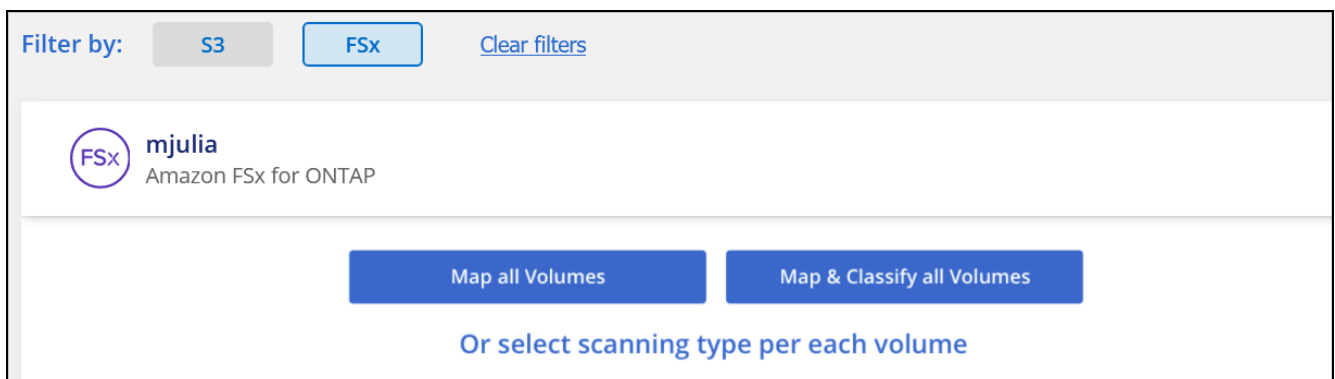 Filter by: S3 FSx Clear filters
FSx mjulia
Amazon FSx for ONTAP
Map all Volumes Map & Classify all Volumes
Or select scanning type per each volume